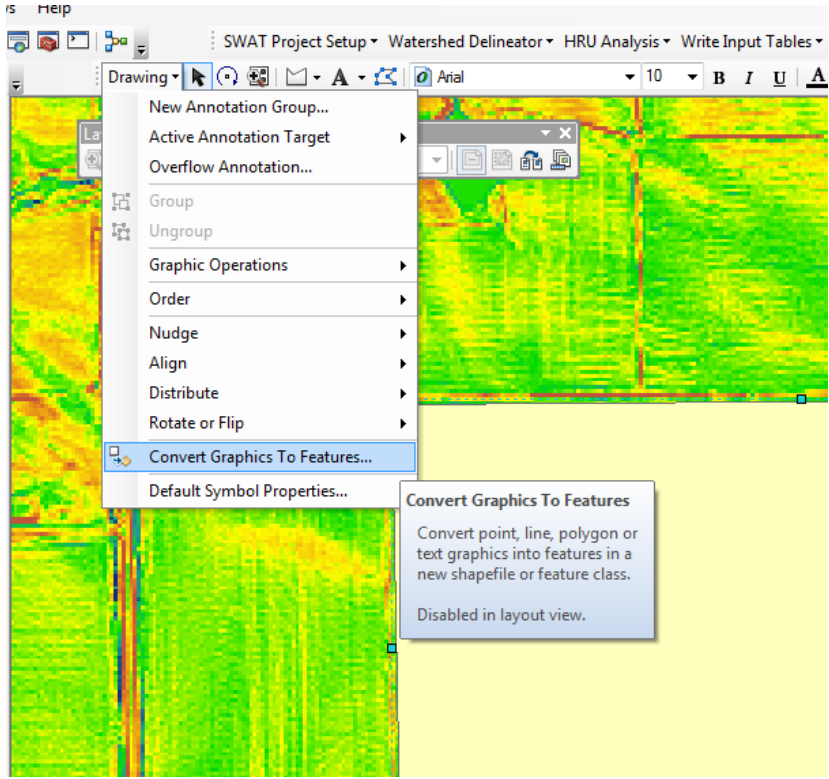 vs Help
SWAT Project Setup Watershed Delineator HRU Analysis Write Input Tables
Drawing A Arial 10 B I U A
New Annotation Group...
La
Active Annotation Target
Overflow Annotation...
Group
Ungroup
Graphic Operations
Order
Nudge
Align
Distribute
Rotate or Flip
Convert Graphics To Features...
Default Symbol Properties...
Convert Graphics To Features
Convert point, line, polygon or
text graphics into features in a
new shapefile or feature class.
Disabled in layout view.